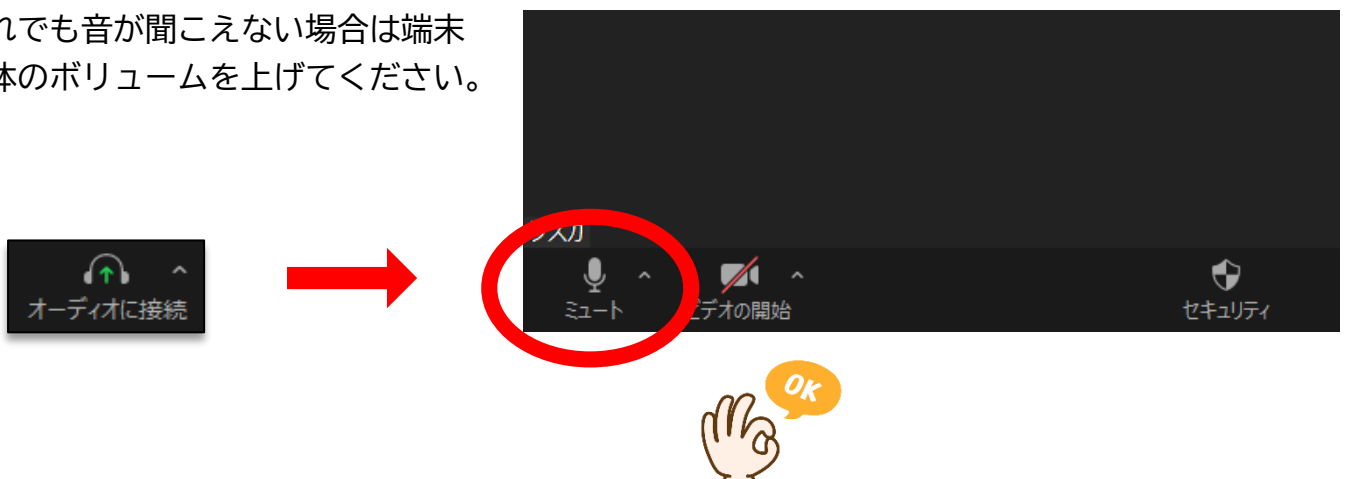 れでも音が聞こえない場合は端末
体のボリュームを上げてください。
オーディオに接続
ミュート
ビデオの開始
セキュリティ
OK